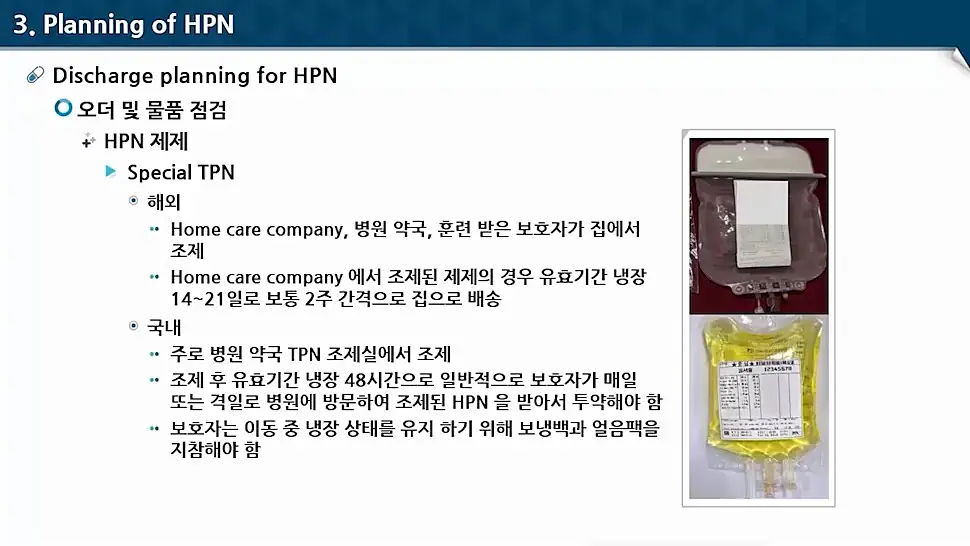 3. Planning of HPN
Discharge planning for HPN
오더 및 물품 점검
HPN 제제
Special TPN
해외
Home care company, 병원 약국, 훈련 받은 보호자가 집에서
조제
Home care company 에서 조제된 제제의 경우 유효기간 냉장
14~21일로 보통 2주 간격으로 집으로 배송
국내
주로 병원 약국 TPN 조제실에서 조제
조제 후 유효기간 냉장 48시간으로 일반적으로 보호자가 매일
또는 격일로 병원에 방문하여 조제된 HPN 을 받아서 투약해야 함
보호자는 이동 중 냉장 상태를 유지 하기 위해 보냉백과 얼음팩을
지참해야 함
12345678